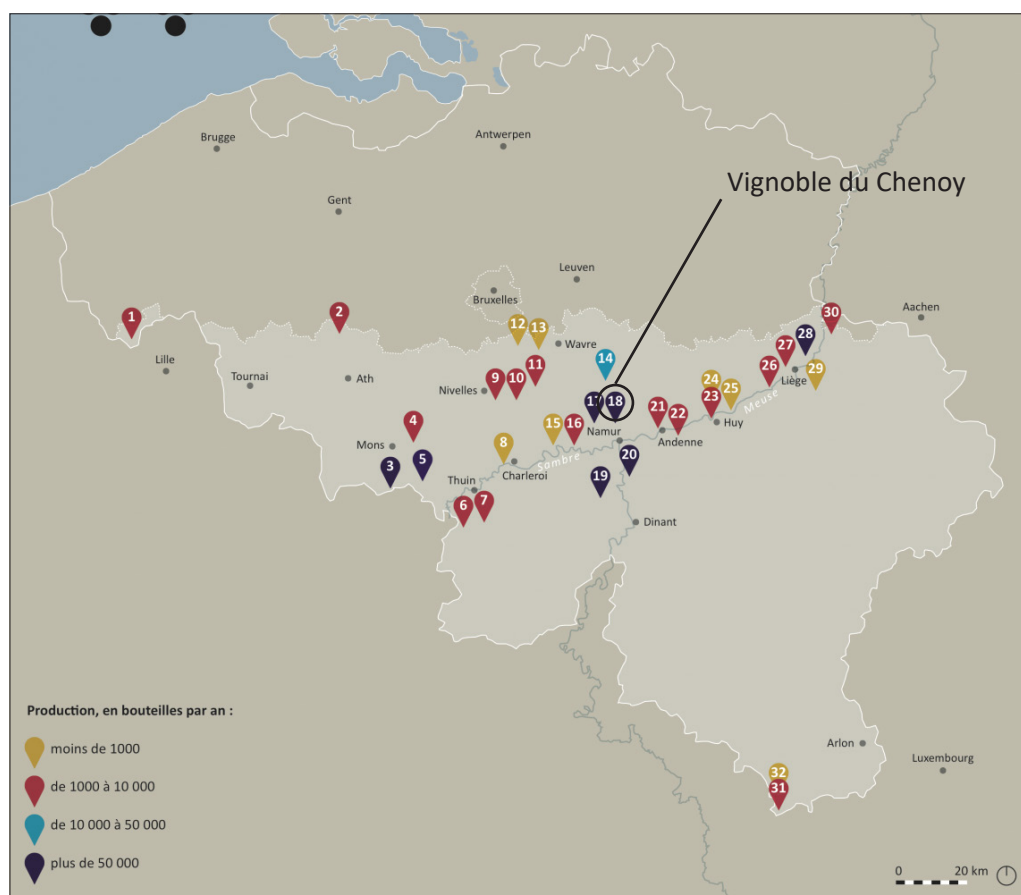 Brugge
Antwerpen
Vignoble du Chenoy
Gent
Leuven
Bruxelles
Aachen
1
2
12
13
30
Wavre
27
28
Lille
Tournai
Ath
Nivelles
9
10
11
14
26
Liège
29
24
25
23
Meuse
Huy
4
17
18
21
22
Mons
15
16
Namur
Andenne
3
5
8
Sambre
20
Charleroi
19
Thuin
6
7
Dinant
Production, en bouteilles par an :
moins de 1000
de 1000 à 10 000
de 10 000 à 50 000
plus de 50 000
Arlon
Luxembourg
32
31
0 20 km